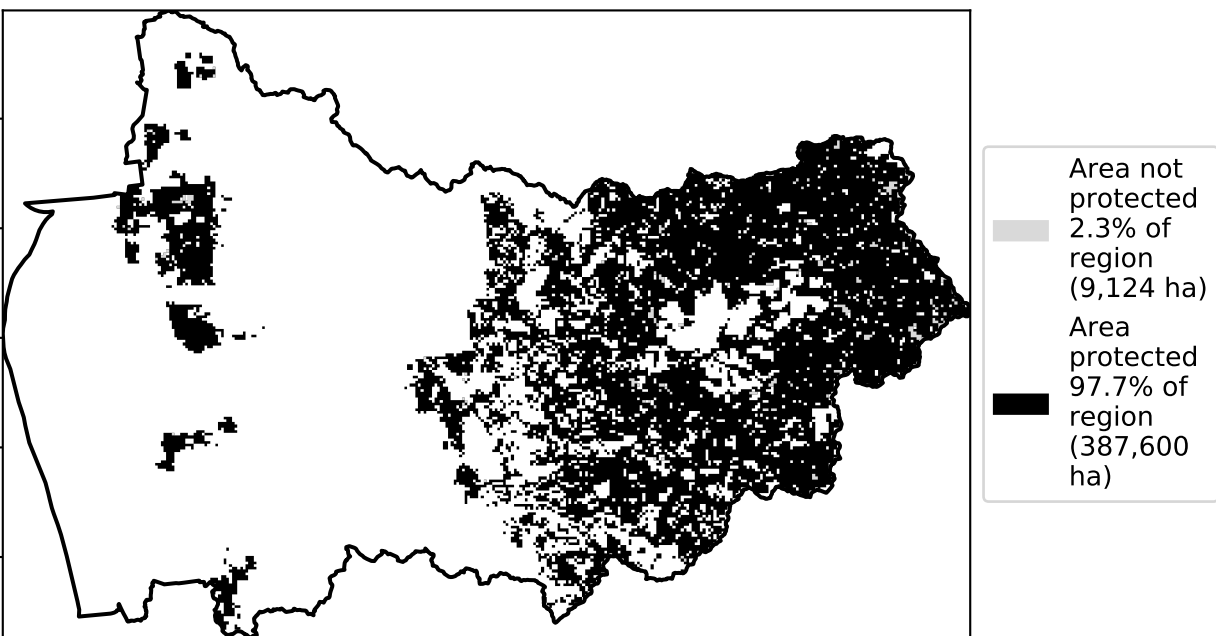 Area not
protected
2.3% of
region
(9,124 ha)
Area
protected
97.7% of
region
(387,600
ha)